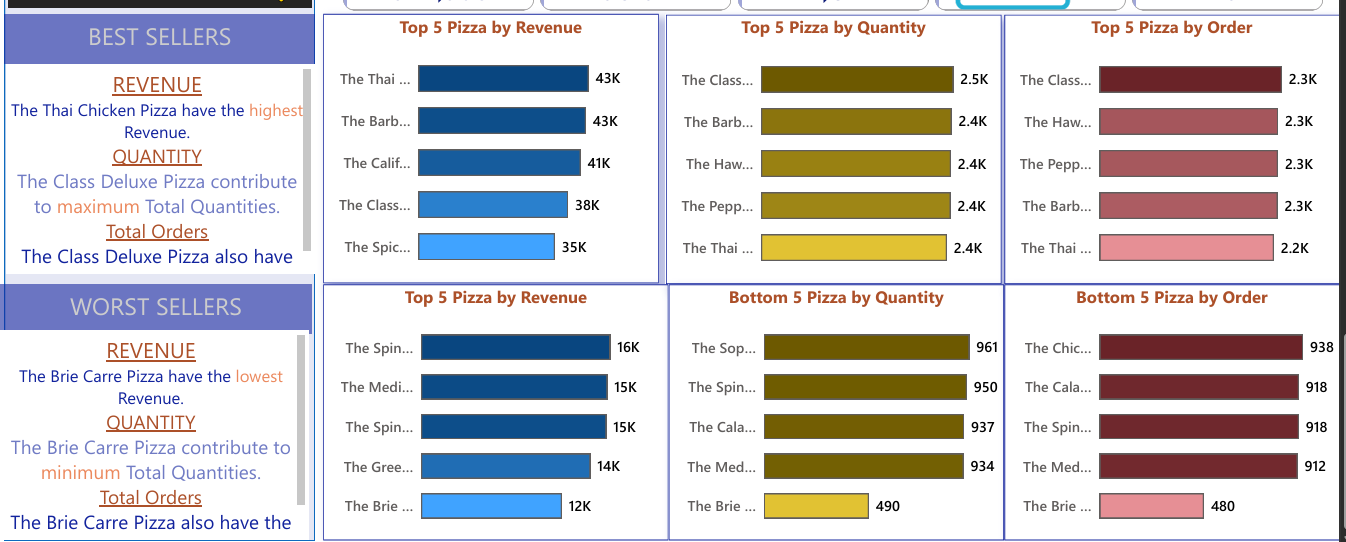 BEST SELLERS
REVENUE
The Thai Chicken Pizza have the highest
Revenue.
QUANTITY
The Class Deluxe Pizza contribute
to maximum Total Quantities.
Total Orders
The Class Deluxe Pizza also have
Top 5 Pizza by Revenue
The Thai ... 43K
The Barb... 43K
The Calif... 41K
The Class... 38K
The Spic... 35K
Top 5 Pizza by Quantity
The Class... 2.5K
The Barb... 2.4K
The Haw... 2.4K
The Pepp... 2.4K
The Thai ... 2.4K
Top 5 Pizza by Order
The Class... 2.3K
The Haw... 2.3K
The Pepp... 2.3K
The Barb... 2.3K
The Thai ... 2.2K
WORST SELLERS
REVENUE
The Brie Carre Pizza have the lowest
Revenue.
QUANTITY
The Brie Carre Pizza contribute to
minimum Total Quantities.
Total Orders
The Brie Carre Pizza also have the
Top 5 Pizza by Revenue
The Spin... 16K
The Medi... 15K
The Spin... 15K
The Gree... 14K
The Brie ... 12K
Bottom 5 Pizza by Quantity
The Sop... 961
The Spin... 950
The Cala... 937
The Med... 934
The Brie ... 490
Bottom 5 Pizza by Order
The Chic... 938
The Cala... 918
The Spin... 918
The Med... 912
The Brie ... 480